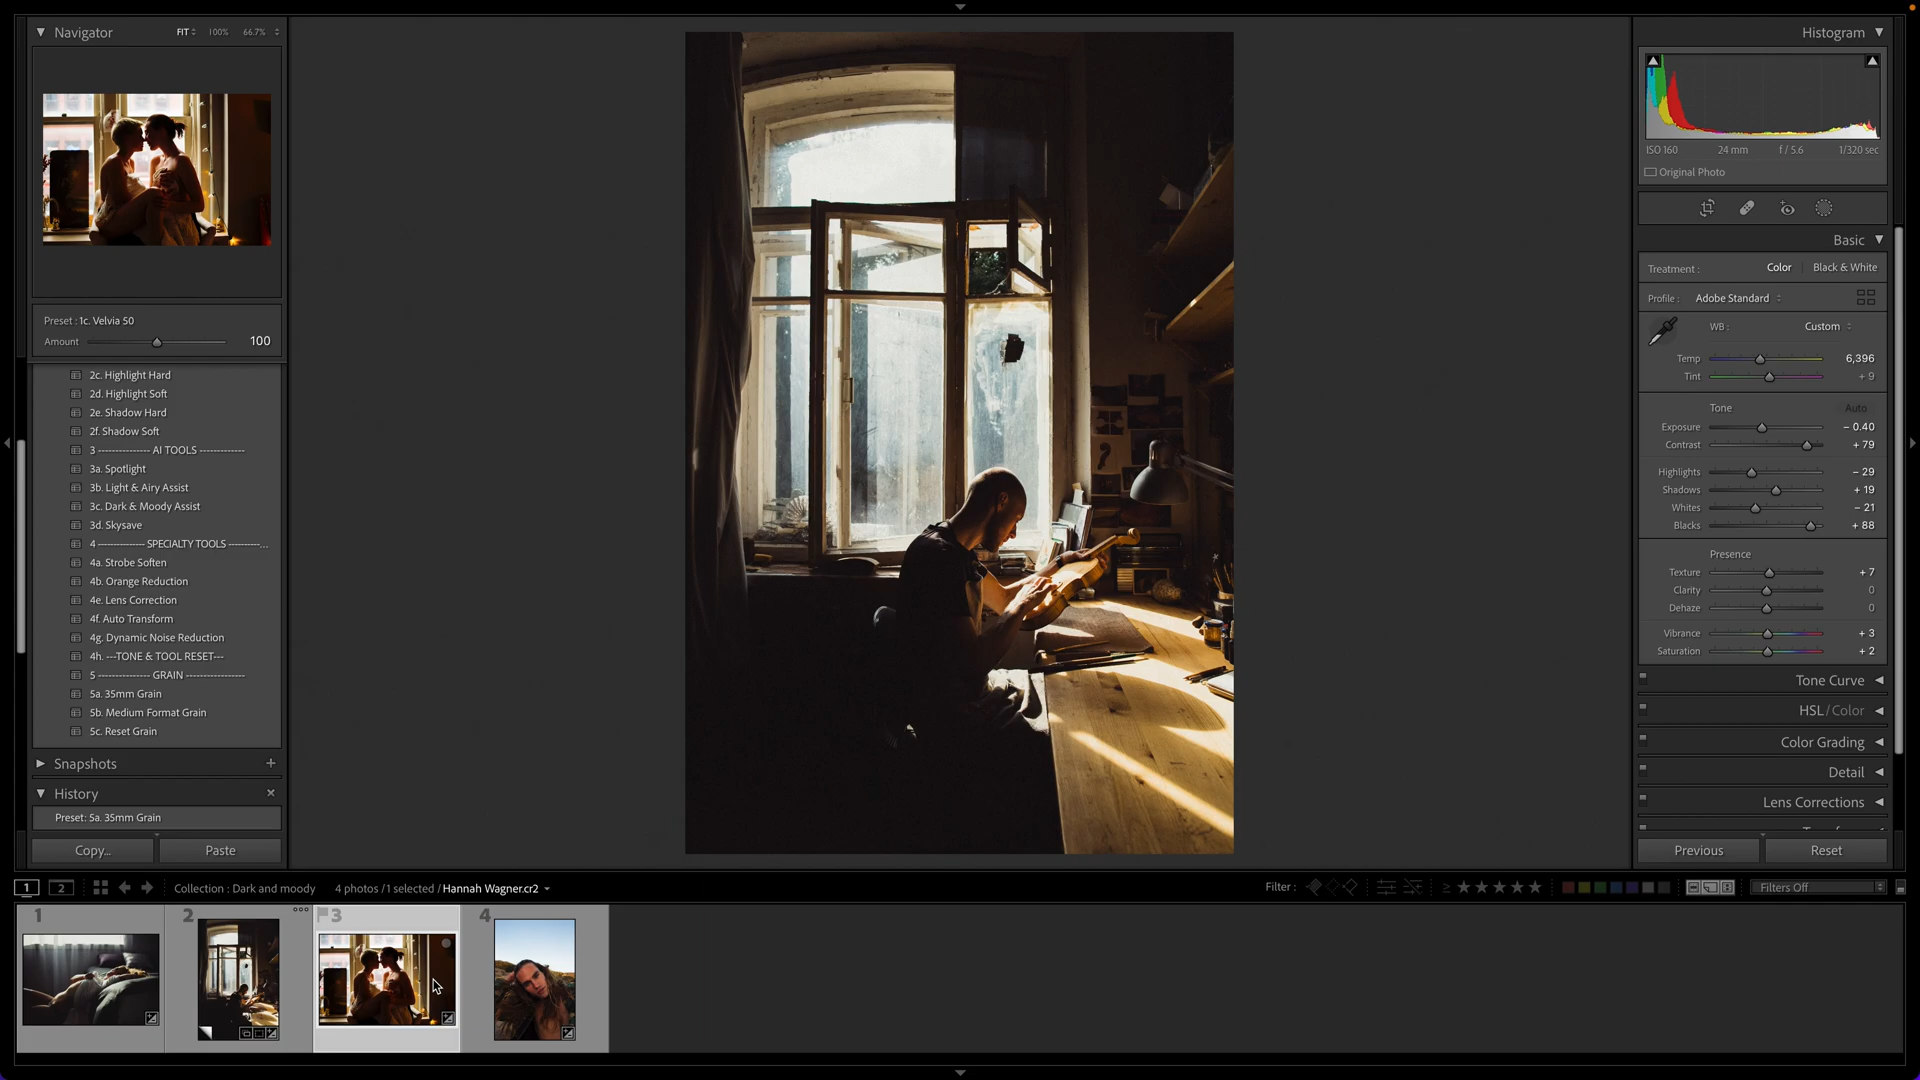 Navigator
FIT 100% 66.7%
Preset : 1c. Velvia 50
Amount 100
2c. Highlight Hard
2d. Highlight Soft
2e. Shadow Hard
2f. Shadow Soft
3 --------------- AI TOOLS -------------
3a. Spotlight
3b. Light & Airy Assist
3c. Dark & Moody Assist
3d. Skysave
4 -------------- SPECIALTY TOOLS ----------...
4a. Strobe Soften
4b. Orange Reduction
4e. Lens Correction
4f. Auto Transform
4g. Dynamic Noise Reduction
4h. ---TONE & TOOL RESET---
5 --------------- GRAIN -----------------
5a. 35mm Grain
5b. Medium Format Grain
5c. Reset Grain
Snapshots +
History ×
Preset: 5a. 35mm Grain
Copy... Paste
Histogram
ISO 160 24 mm f / 5.6 1/320 sec
Original Photo
Basic
Treatment : Color Black & White
Profile : Adobe Standard
WB : Custom
Temp 6,396
Tint + 9
Tone Auto
Exposure – 0.40
Contrast + 79
Highlights – 29
Shadows + 19
Whites – 21
Blacks + 88
Presence
Texture + 7
Clarity 0
Dehaze 0
Vibrance + 3
Saturation + 2
Tone Curve
HSL / Color
Color Grading
Detail
Lens Corrections
Previous Reset
1 2 Collection : Dark and moody 4 photos / 1 selected / Hannah Wagner.cr2 Filter : ≥ ★ ★ ★ ★ ★ Filters Off
1 2 3 4